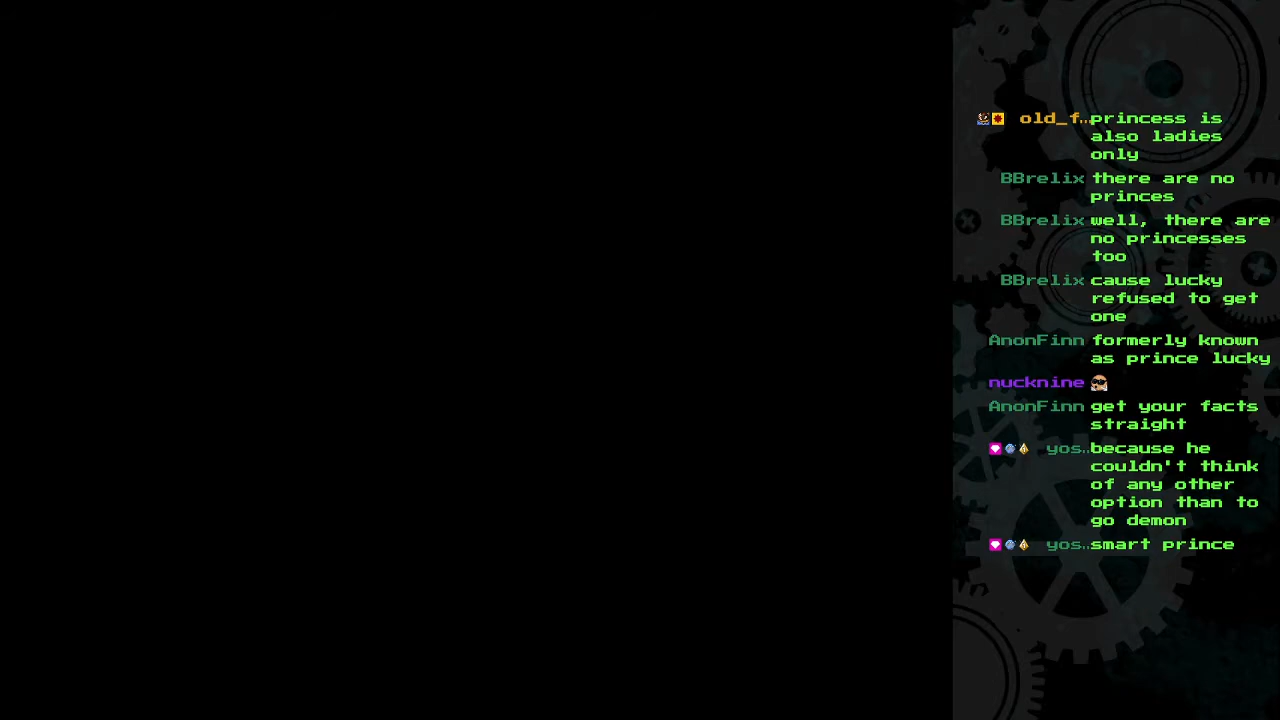 old_f..princess is
also ladies
only
BBrelix there are no
princes
BBrelix well, there are
no princesses
too
BBrelix cause lucky
refused to get
one
AnonFinn formerly known
as prince lucky
nucknine
AnonFinn get your facts
straight
yos..because he
couldn't think
of any other
option than to
go demon
yos..smart prince